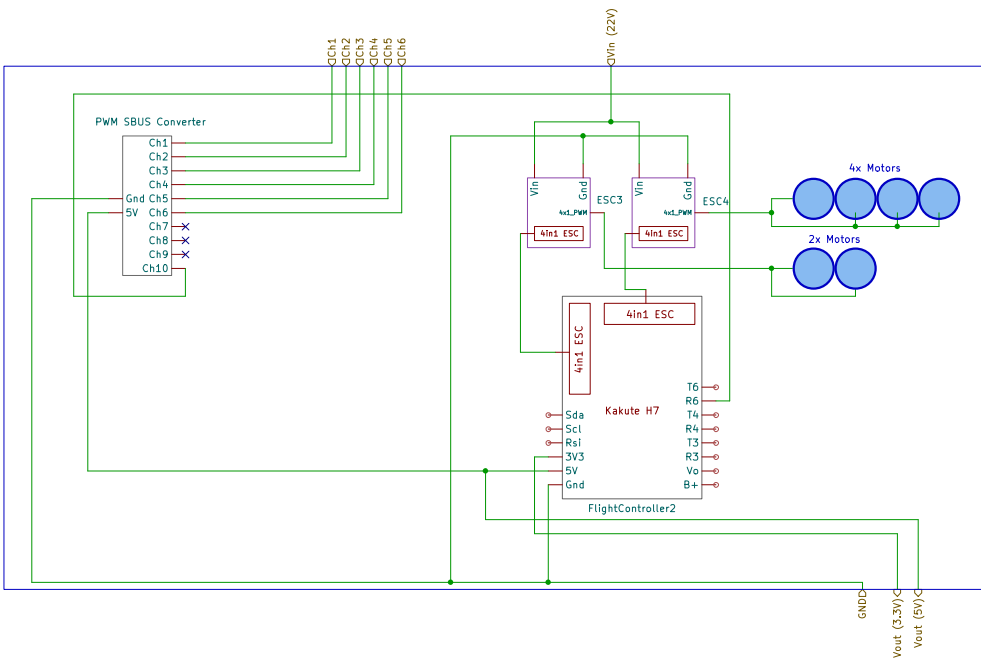 Ch1
Ch2
Ch3
Ch4
Ch5
Ch6
Vin (22V)
PWM SBUS Converter
Ch1
Ch2
Ch3
Ch4
Gnd Ch5
5V Ch6
Ch7
Ch8
Ch9
Ch10
Vin
Gnd
ESC3
4x1_PWM
4in1 ESC
Vin
Gnd
ESC4
4x1_PWM
4in1 ESC
4x Motors
2x Motors
4in1 ESC
4in1 ESC
Kakute H7
T6
R6
Sda T4
Scl R4
Rsi T3
3V3 R3
5V Vo
Gnd B+
FlightController2
GND
Vout (3.3V)
Vout (5V)